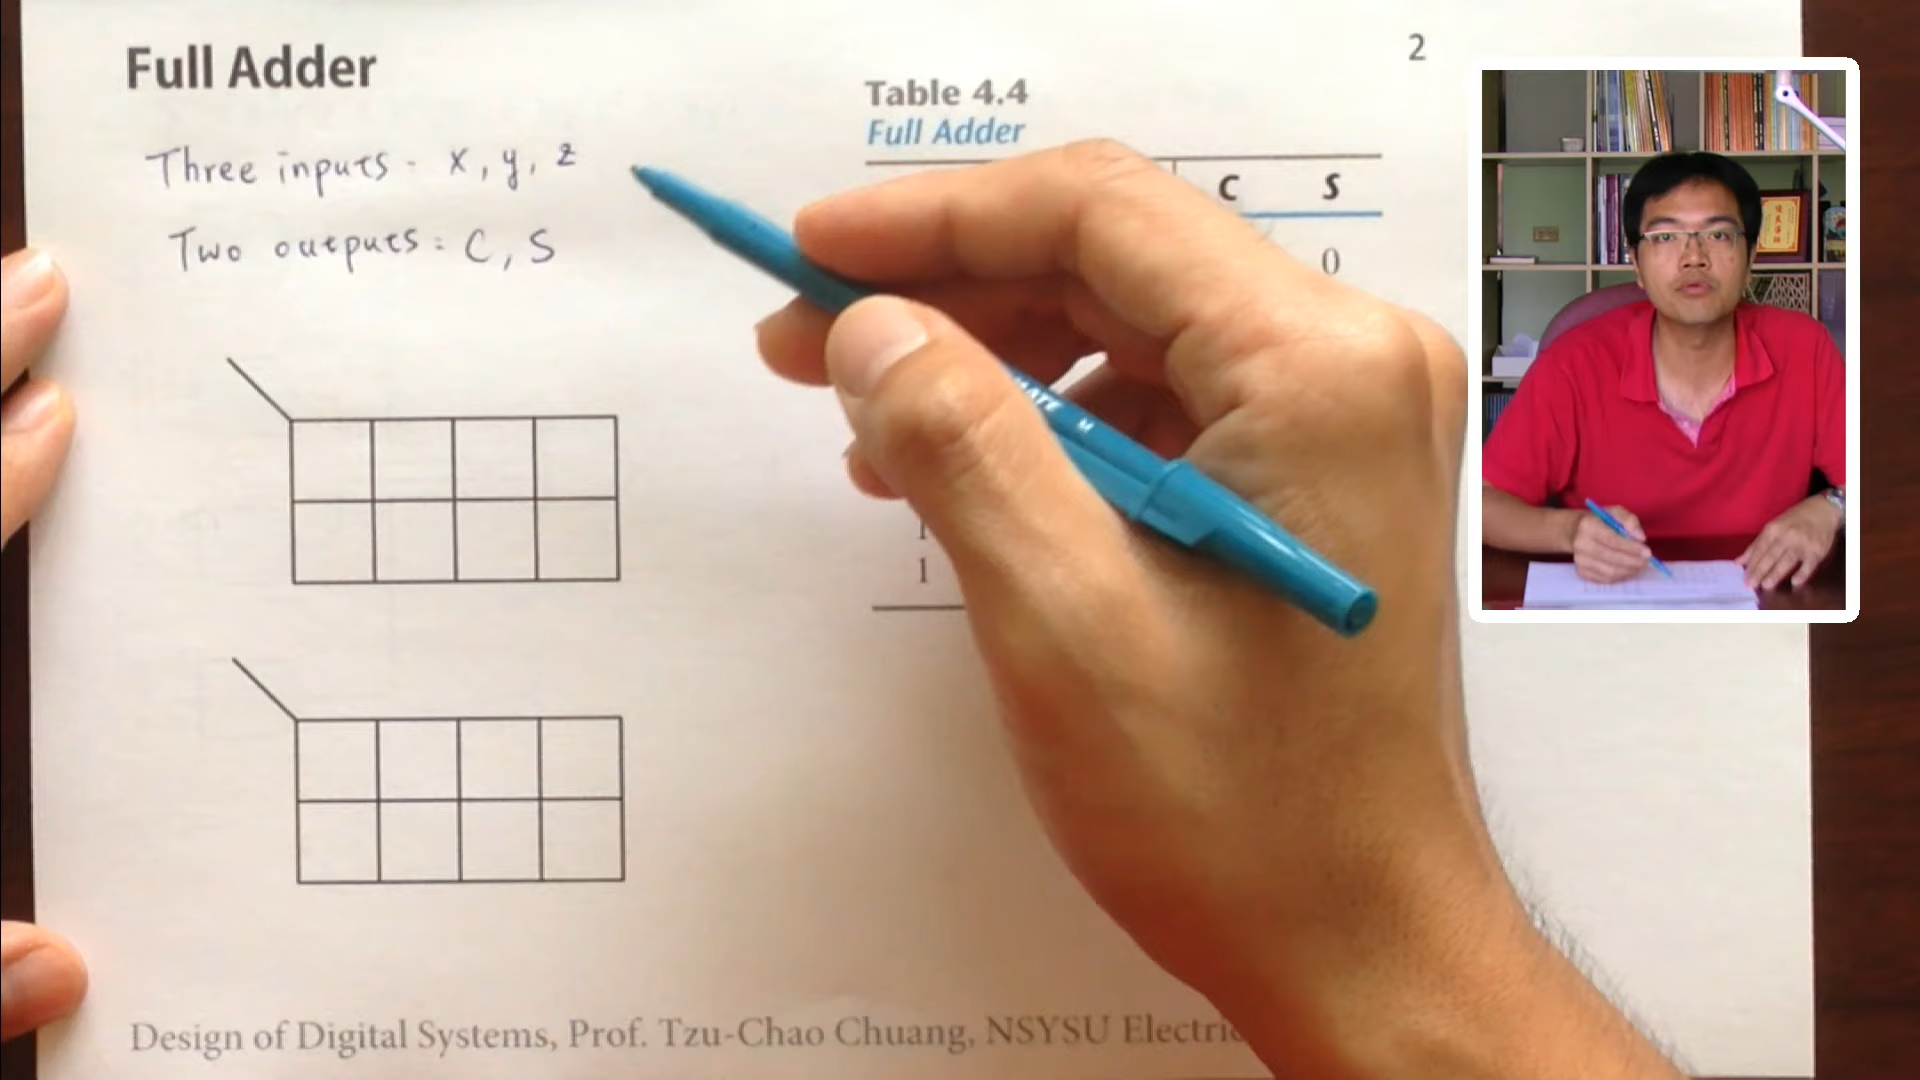 2
Full Adder
Three inputs: x, y, z
Two outputs: C, S
Table 4.4
Full Adder
C S
0
1
1
M
Design of Digital Systems, Prof. Tzu-Chao Chuang, NSYSU